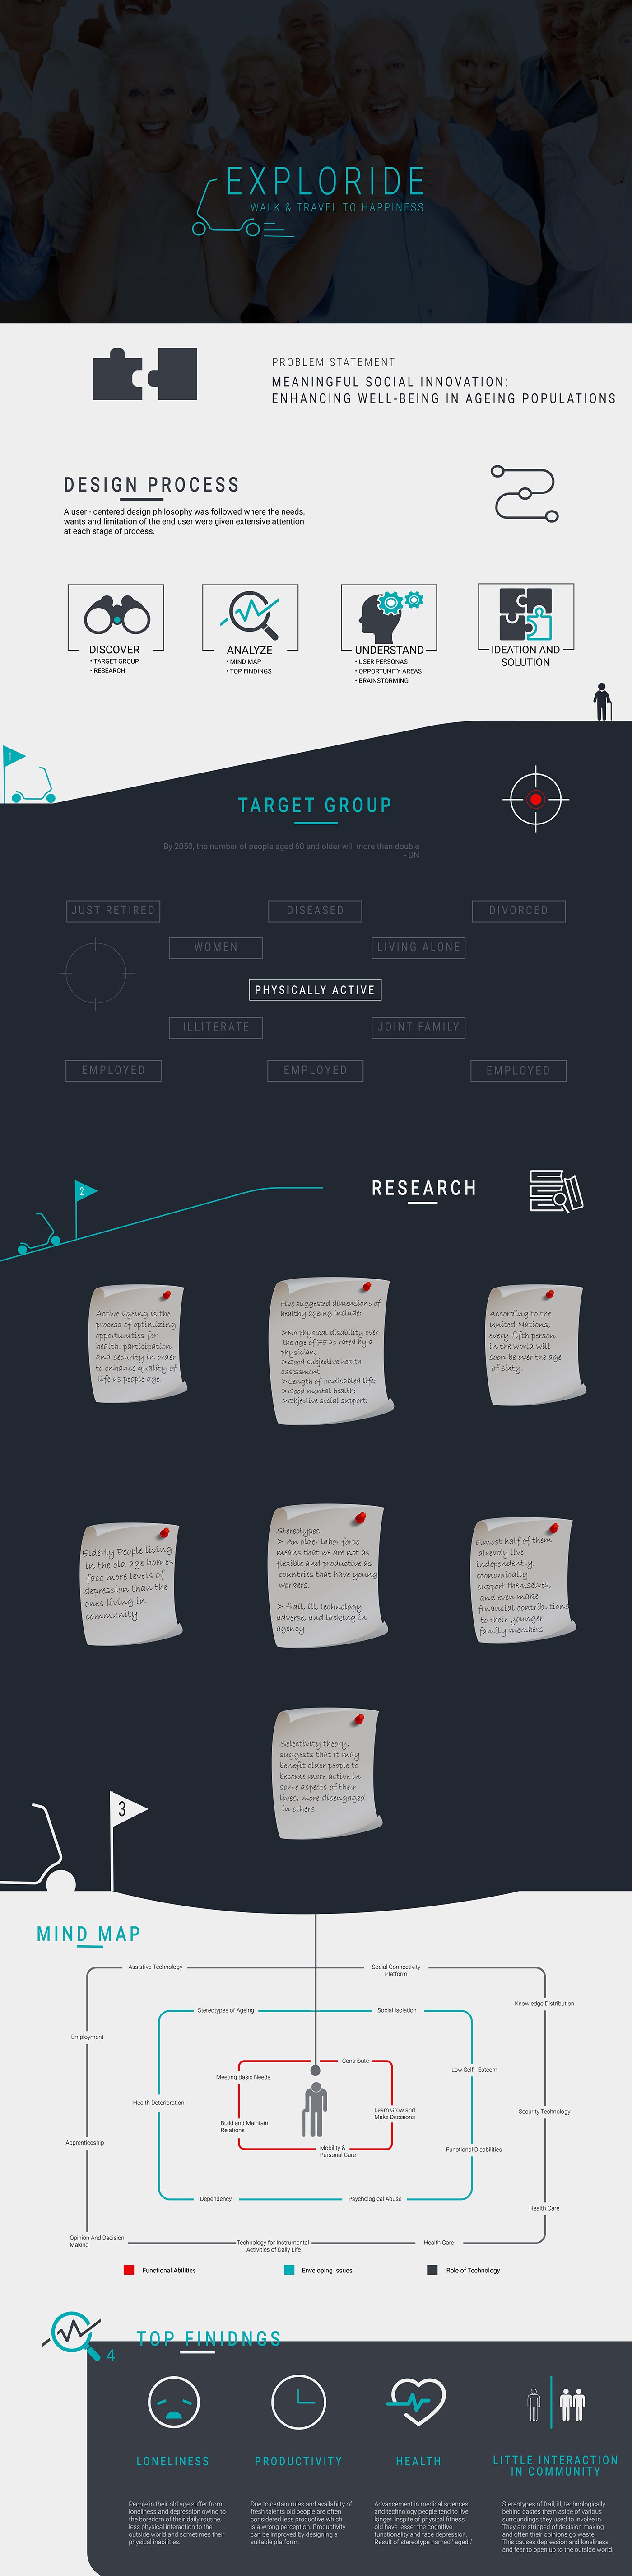 EXPLORIDE
WALK & TRAVEL TO HAPPINESS
PROBLEM STATEMENT
MEANINGFUL SOCIAL INNOVATION:
ENHANCING WELL-BEING IN AGEING POPULATIONS
DESIGN PROCESS
A user - centered design philosophy was followed where the needs,
wants and limitation of the end user were given extensive attention
at each stage of process.
DISCOVER
• TARGET GROUP
• RESEARCH
ANALYZE
• MIND MAP
• TOP FINDINGS
UNDERSTAND
• USER PERSONAS
• OPPORTUNITY AREAS
• BRAINSTORMING
IDEATION AND
SOLUTION
1
TARGET GROUP
By 2050, the number of people aged 60 and older will more than double
- UN
JUST RETIRED
DISEASED
DIVORCED
WOMEN
LIVING ALONE
PHYSICALLY ACTIVE
ILLITERATE
JOINT FAMILY
EMPLOYED
EMPLOYED
EMPLOYED
2
RESEARCH
Active ageing is the
process of optimizing
opportunities for
health, participation
and security in order
to enhance quality of
life as people age.
Five suggested dimensions of
healthy ageing include:
>No physical disability over
the age of 75 as rated by a
physician;
>Good subjective health
assessment
>Length of undisabled life;
>Good mental health;
>Objective social support;
According to the
United Nations,
every fifth person
in the world will
soon be over the age
of sixty.
Elderly People living
in the old age homes
face more levels of
depression than the
ones living in
community
Stereotypes:
> An older labor force
means that we are not as
flexible and productive as
countries that have young
workers.
> frail, ill, technology
adverse, and lacking in
agency
almost half of them
already live
independently,
economically
support themselves,
and even make
financial contributions
to their younger
family members
Selectivity theory,
suggests that it may
benefit older people to
become more active in
some aspects of their
lives, more disengaged
in others
3
MIND MAP
Assistive Technology
Social Connectivity
Platform
Knowledge Distribution
Stereotypes of Ageing
Social Isolation
Employment
Contribute
Meeting Basic Needs
Low Self - Esteem
Health Deterioration
Learn Grow and
Make Decisions
Security Technology
Build and Maintain
Relations
Apprenticeship
Mobility &
Personal Care
Functional Disabilities
Dependency
Psychological Abuse
Health Care
Opinion And Decision
Making
Technology for Instrumental
Activities of Daily Life
Health Care
Functional Abilities
Enveloping Issues
Role of Technology
4
TOP FINIDNGS
LONELINESS
People in their old age suffer from
loneliness and depression owing to
the boredom of their daily routine,
less physical interaction to the
outside world and sometimes their
physical inabilities.
PRODUCTIVITY
Due to certain rules and availabilty of
fresh talents old people are often
considered less productive which
is a wrong perception. Productivity
can be improved by designing a
suitable platform.
HEALTH
Advancement in medical sciences
and technology people tend to live
longer. Inspite of physical fitness
old have lesser the cognitive
functionality and face depression.
Result of stereotype named ' aged .'
LITTLE INTERACTION
IN COMMUNITY
Stereotypes of frail, ill, technologically
behind castes them aside of various
surroundings they used to involve in.
They are stripped of decision making
and often their opinions go waste.
This causes depression and loneliness
and fear to open up to the outside world.